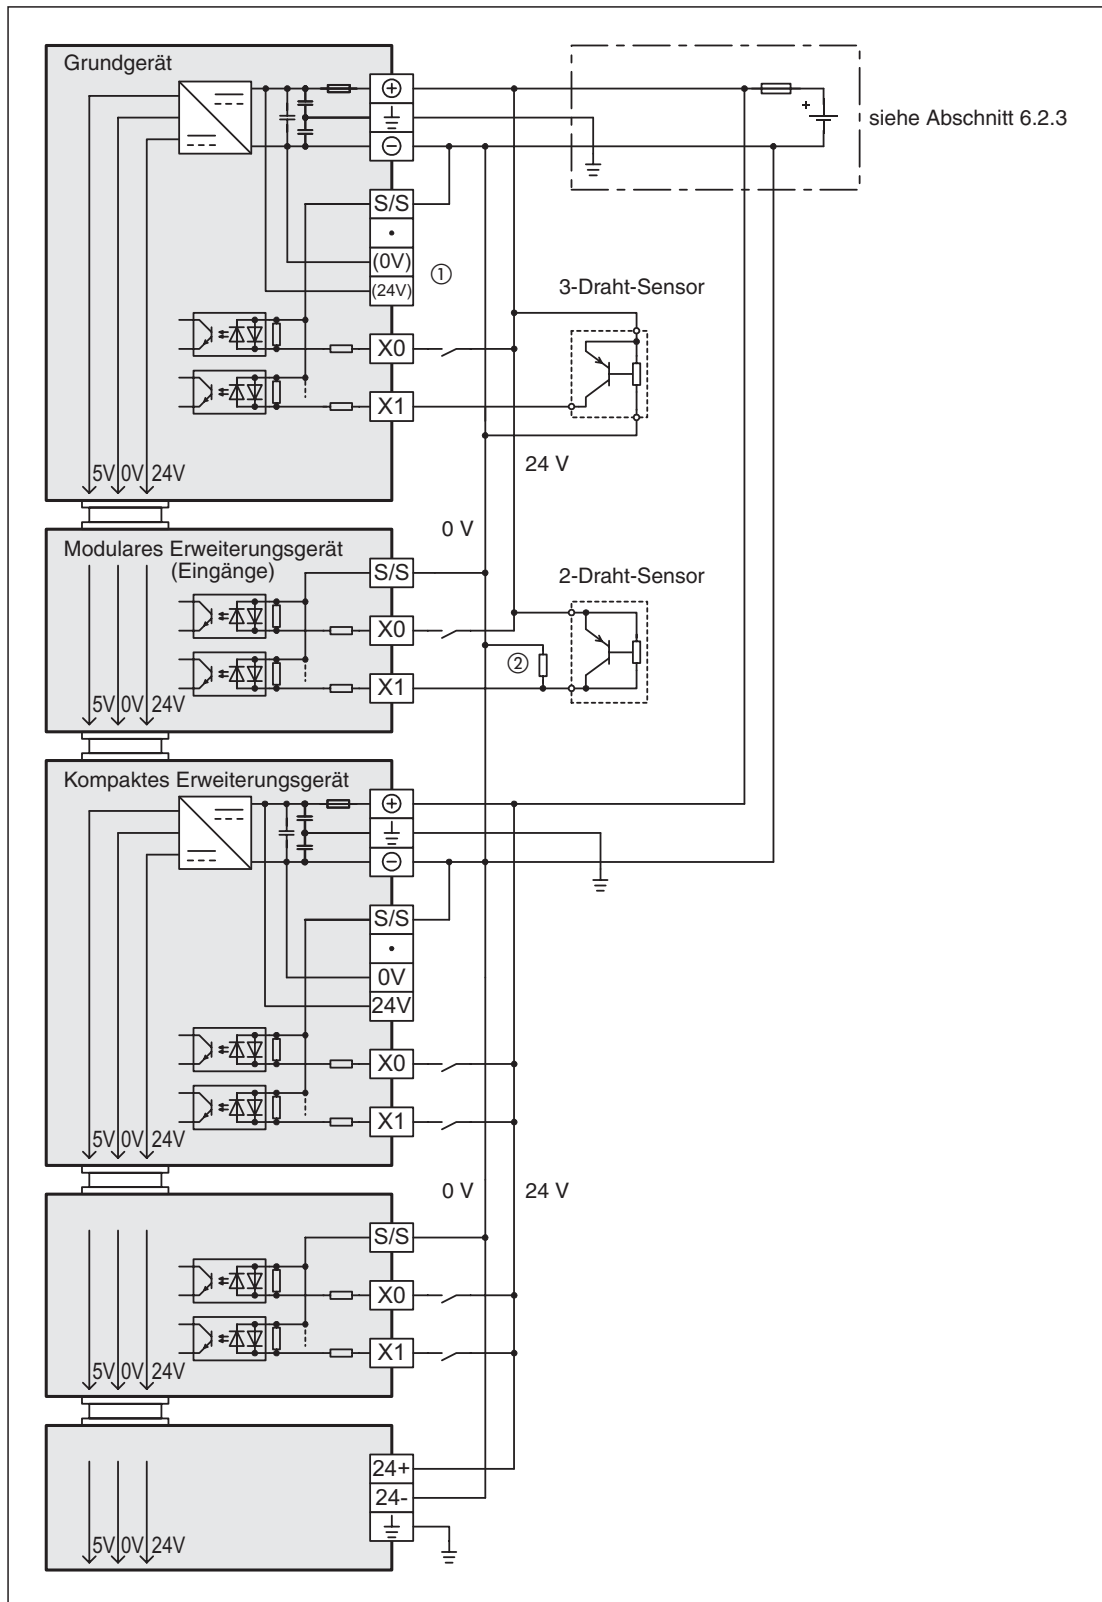 Grundgerät
+
siehe Abschnitt 6.2.3
S/S
•
(0V)
(24V)
①
3-Draht-Sensor
X0
X1
24 V
5V 0V 24V
0 V
Modulares Erweiterungsgerät
(Eingänge)
S/S
2-Draht-Sensor
X0
②
X1
5V 0V 24V
Kompaktes Erweiterungsgerät
S/S
•
0V
24V
X0
X1
5V 0V 24V
0 V
24 V
S/S
X0
X1
5V 0V 24V
24+
24-
5V 0V 24V